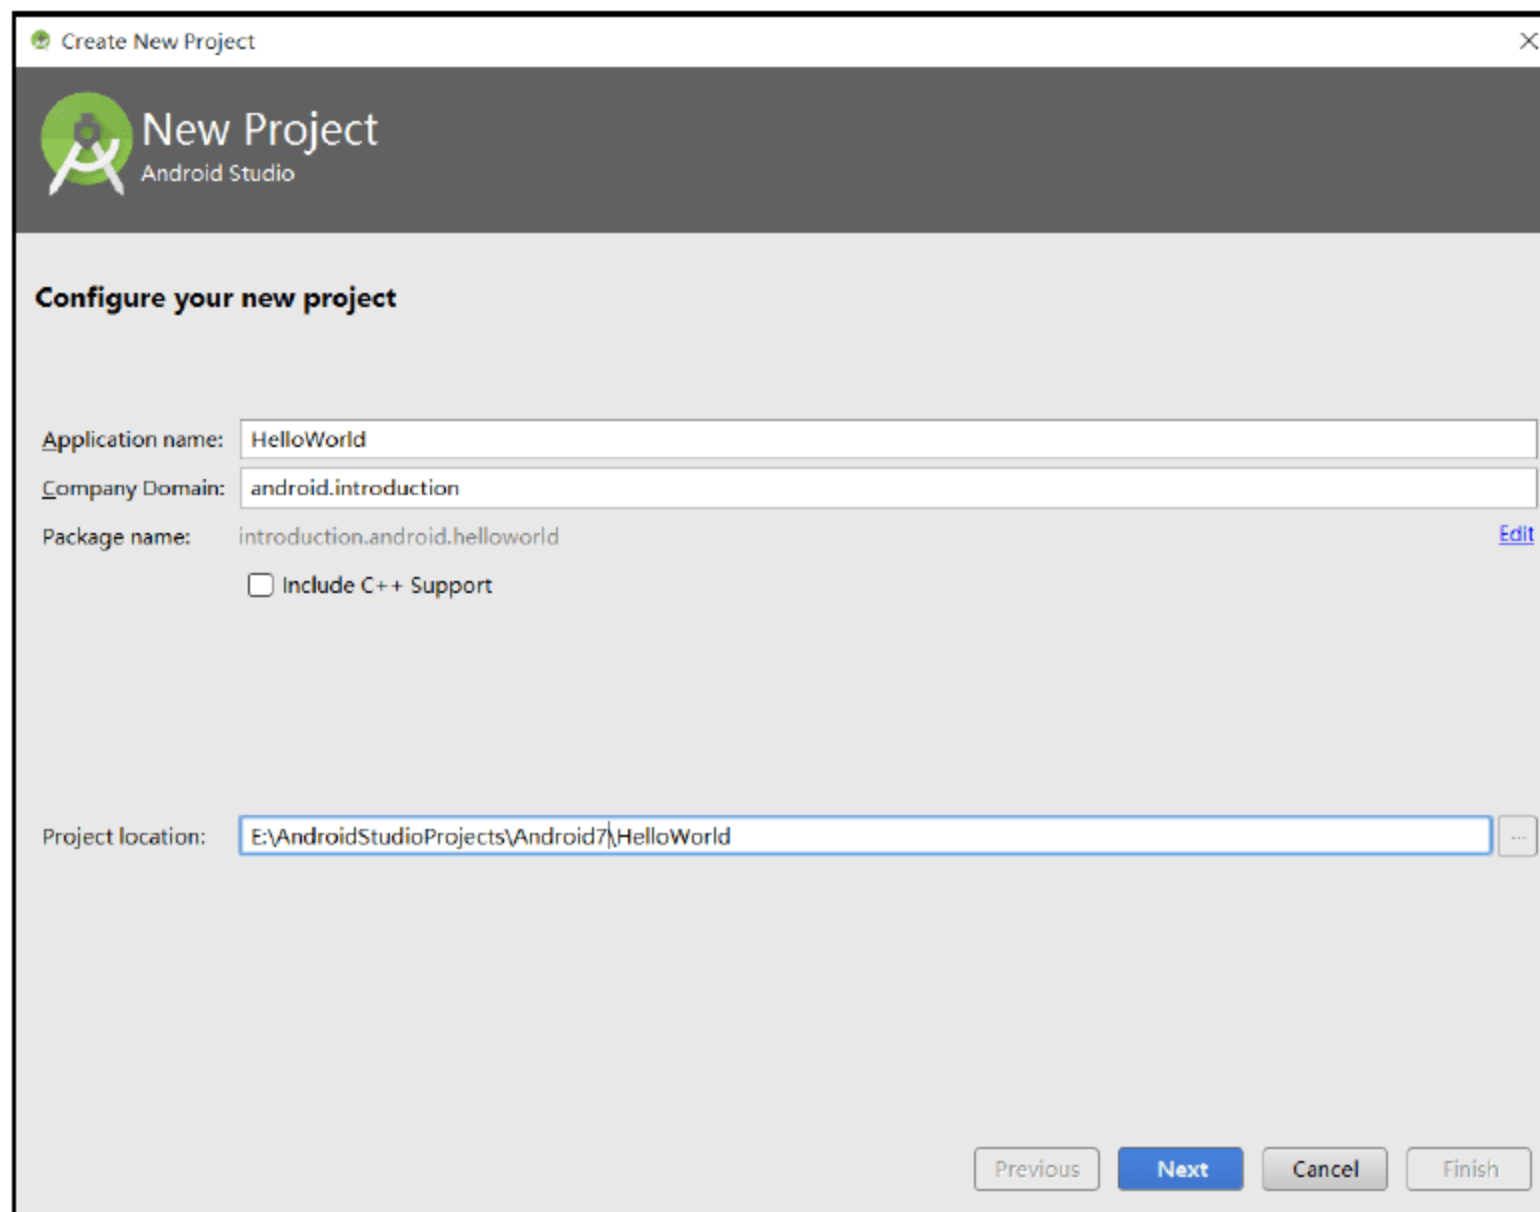 Create New Project
New Project
Android Studio
Configure your new project
Application name: HelloWorld
Company Domain: android.introduction
Package name: introduction.android.helloworld Edit
Include C++ Support
Project location: E:\AndroidStudioProjects\Android7\HelloWorld ...
Previous Next Cancel Finish